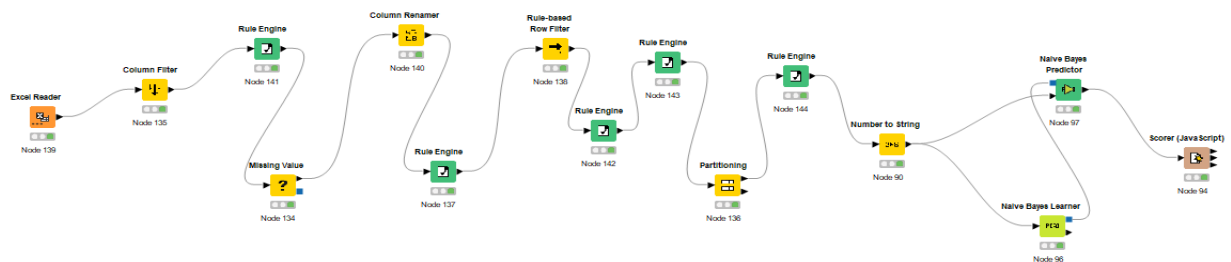 Excel Reader
Node 139
Column Filter
Node 135
Rule Engine
Node 141
Missing Value
?
Node 134
Column Renamer
Node 140
Rule Engine
Node 137
Rule-based
Row Filter
Node 138
Rule Engine
Node 142
Rule Engine
Node 143
Partitioning
Node 136
Rule Engine
Node 144
Number to String
Node 90
Naive Bayes
Predictor
Node 97
Naive Bayes Learner
Node 96
Scorer (JavaScript)
Node 94